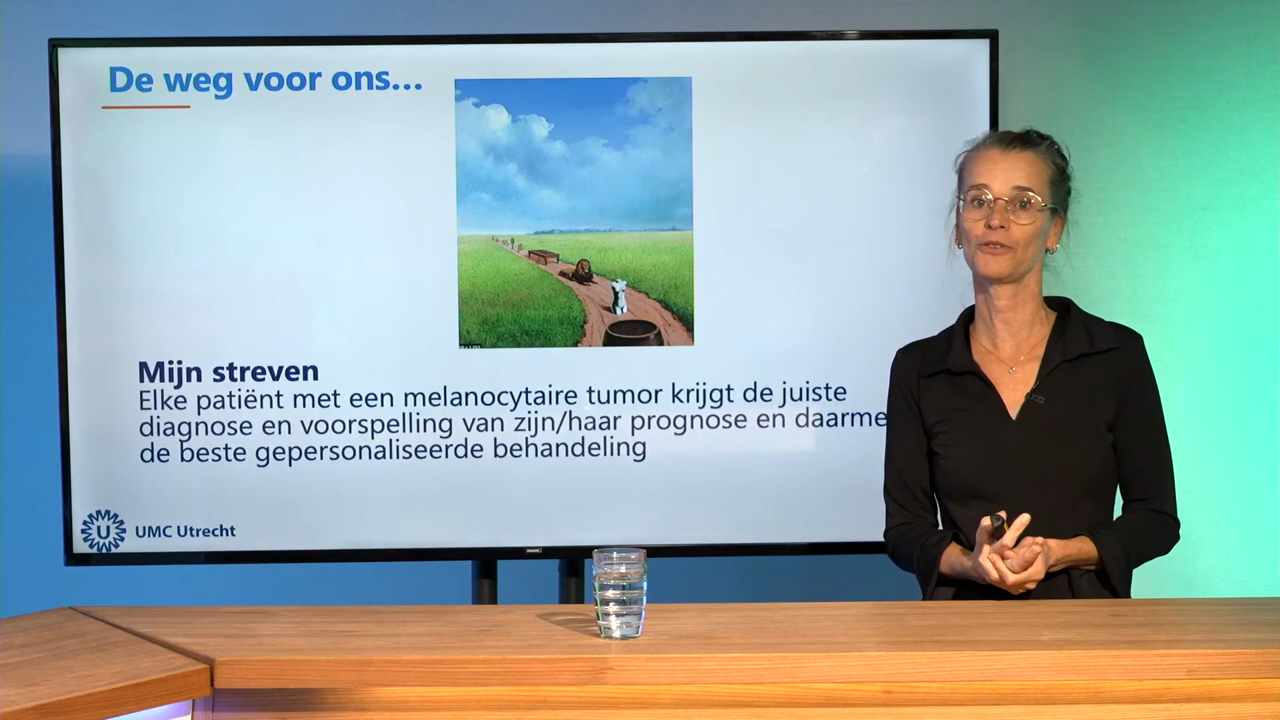 De weg voor ons...
Mijn streven
Elke patiënt met een melanocytaire tumor krijgt de juiste
diagnose en voorspelling van zijn/haar prognose en daarme
de beste gepersonaliseerde behandeling
U UMC Utrecht
PHILIPS